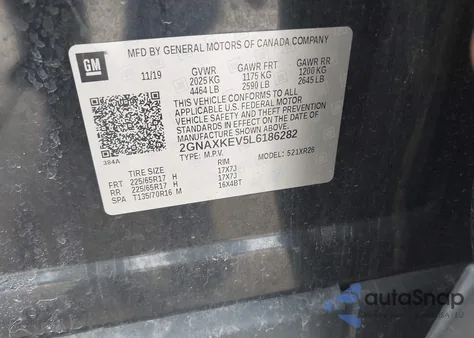 MFD BY GENERAL MOTORS OF CANADA COMPANY
GM
11/19 GVWR GAWR FRT GAWR RR
2025 KG 1175 KG 1200 KG
4464 LB 2590 LB 2645 LB
THIS VEHICLE CONFORMS TO ALL
APPLICABLE U.S. FEDERAL MOTOR
VEHICLE SAFETY AND THEFT PREVENTION
STANDARDS IN EFFECT ON THE DATE OF
MANUFACTURE SHOWN ABOVE.
2GNAXKEV5L6186282
TYPE: M.P.V. MODEL: 521XR26
384A
TIRE SIZE RIM
FRT 225/65R17 H 17X7J
RR 225/65R17 H 17X7J
SPA T135/70R16 M 16X4BT
autoSnap